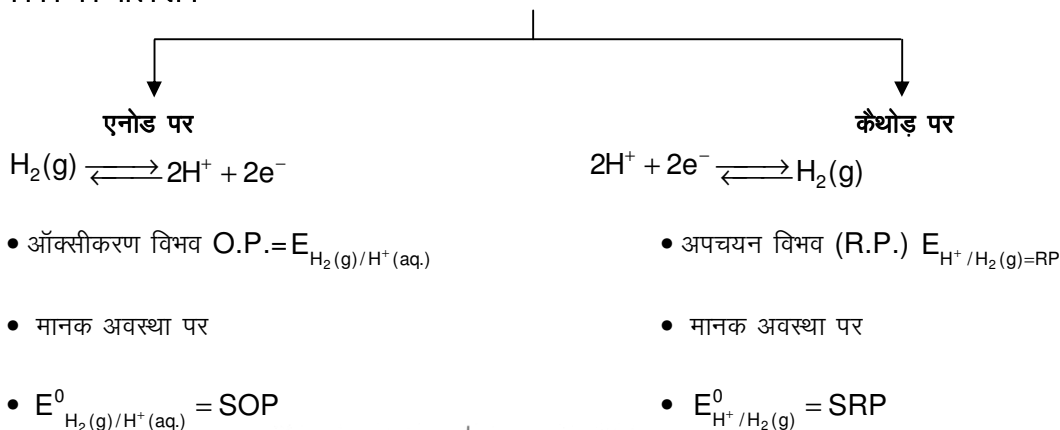 एनोड पर
H₂(g) ⇌ 2H⁺ + 2e⁻
• ऑक्सीकरण विभव O.P.=E_{H₂(g)/H⁺(aq.)}
• मानक अवस्था पर
• E⁰_{H₂(g)/H⁺(aq.)} = SOP
कैथोड़ पर
2H⁺ + 2e⁻ ⇌ H₂(g)
• अपचयन विभव (R.P.) E_{H⁺/H₂(g)=RP}
• मानक अवस्था पर
• E⁰_{H⁺/H₂(g)} = SRP